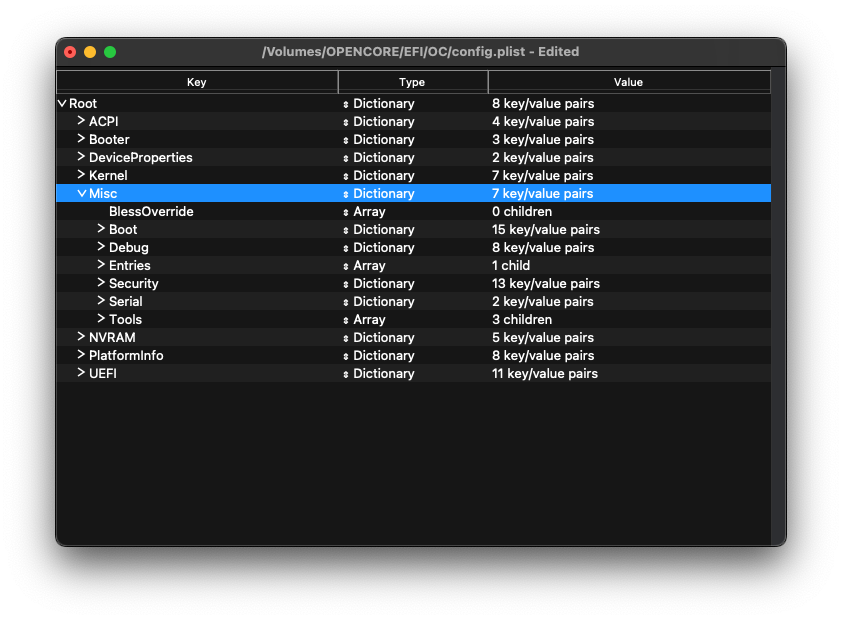 /Volumes/OPENCORE/EFI/OC/config.plist - Edited
Key Type Value
Root Dictionary 8 key/value pairs
ACPI Dictionary 4 key/value pairs
Booter Dictionary 3 key/value pairs
DeviceProperties Dictionary 2 key/value pairs
Kernel Dictionary 7 key/value pairs
Misc Dictionary 7 key/value pairs
BlessOverride Array 0 children
Boot Dictionary 15 key/value pairs
Debug Dictionary 8 key/value pairs
Entries Array 1 child
Security Dictionary 13 key/value pairs
Serial Dictionary 2 key/value pairs
Tools Array 3 children
NVRAM Dictionary 5 key/value pairs
PlatformInfo Dictionary 8 key/value pairs
UEFI Dictionary 11 key/value pairs